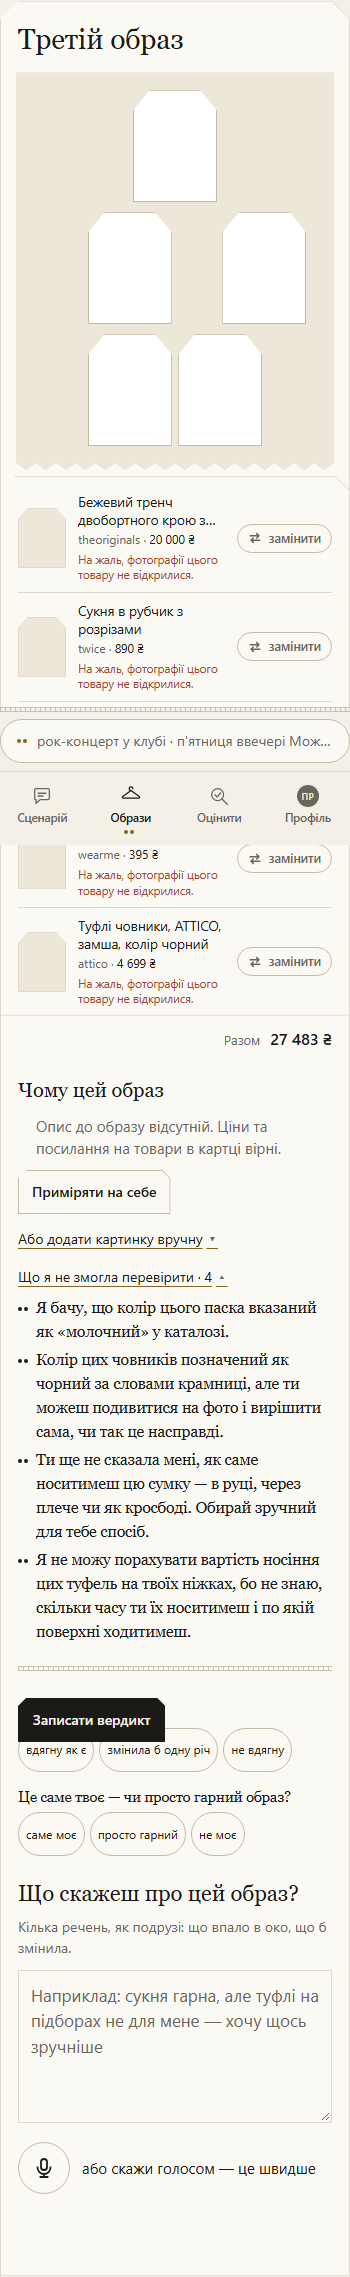 Третій образ
Бежевий тренч
двобортного крою з...
theoriginals · 20 000 ₴
На жаль, фотографії цього
товару не відкрилися.
замінити
Сукня в рубчик з
розрізами
twice · 890 ₴
На жаль, фотографії цього
товару не відкрилися.
замінити
рок-концерт у клубі · п'ятниця ввечері Мож...
Сценарій
Образи
Оцінити
ПР
Профіль
wearme · 395 ₴
На жаль, фотографії цього
товару не відкрилися.
замінити
Туфлі човники, ATTICO,
замша, колір чорний
attico · 4 699 ₴
На жаль, фотографії цього
товару не відкрилися.
замінити
Разом 27 483 ₴
Чому цей образ
Опис до образу відсутній. Ціни та
посилання на товари в картці вірні.
Приміряти на себе
Або додати картинку вручну
Що я не змогла перевірити · 4
Я бачу, що колір цього паска вказаний
як «молочний» у каталозі.
Колір цих човників позначений як
чорний за словами крамниці, але ти
можеш подивитися на фото і вирішити
сама, чи так це насправді.
Ти ще не сказала мені, як саме
носитимеш цю сумку — в руці, через
плече чи як кросбоді. Обирай зручний
для тебе спосіб.
Я не можу порахувати вартість носіння
цих туфель на твоїх ніжках, бо не знаю,
скільки часу ти їх носитимеш і по якій
поверхні ходитимеш.
Записати вердикт
вдягну як є
змінила б одну річ
не вдягну
Це саме твоє — чи просто гарний образ?
саме моє
просто гарний
не моє
Що скажеш про цей образ?
Кілька речень, як подрузі: що впало в око, що б
змінила.
Наприклад: сукня гарна, але туфлі на
підборах не для мене — хочу щось
зручніше
або скажи голосом — це швидше